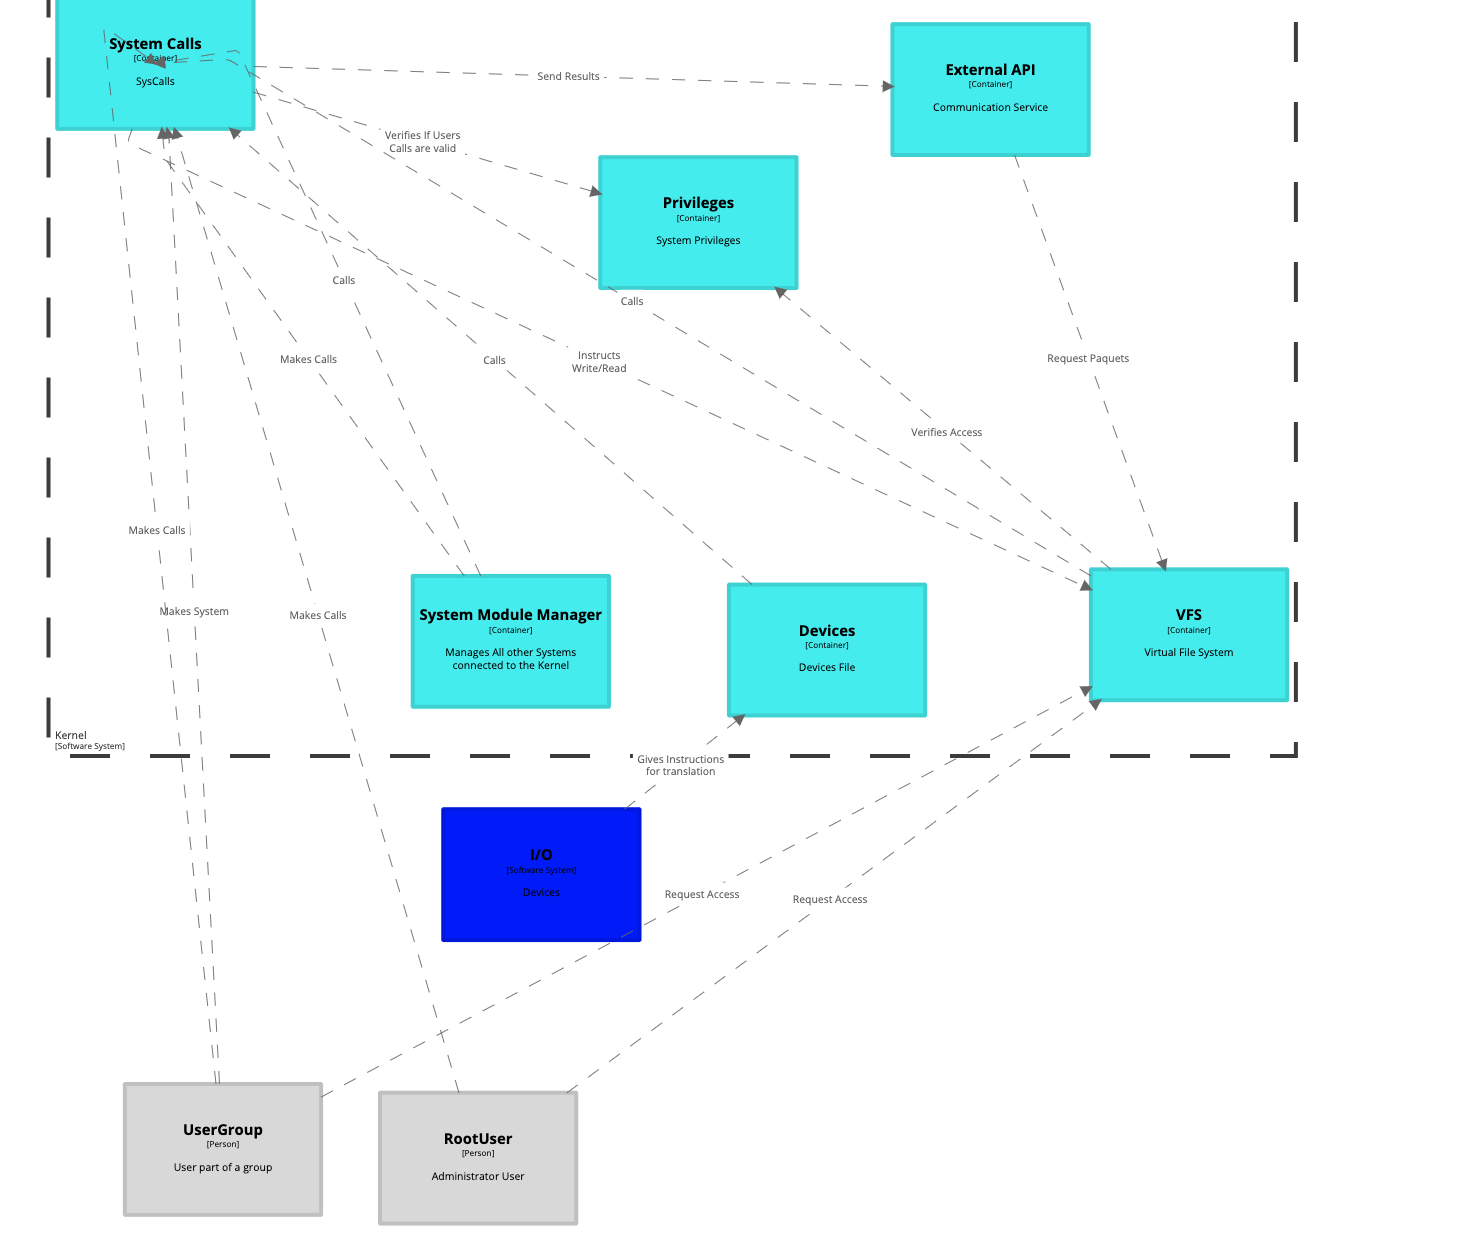 System Calls
[Container]
SysCalls
External API
[Container]
Communication Service
Send Results
Verifies If Users
Calls are valid
Privileges
[Container]
System Privileges
Calls
Calls
Makes Calls
Calls
Instructs
Write/Read
Request Paquets
Verifies Access
Makes Calls
Makes System
Makes Calls
System Module Manager
[Container]
Manages All other Systems
connected to the Kernel
Devices
[Container]
Devices File
VFS
[Container]
Virtual File System
Kernel
[Software System]
Gives Instructions
for translation
I/O
[Software System]
Devices
Request Access
Request Access
UserGroup
[Person]
User part of a group
RootUser
[Person]
Administrator User